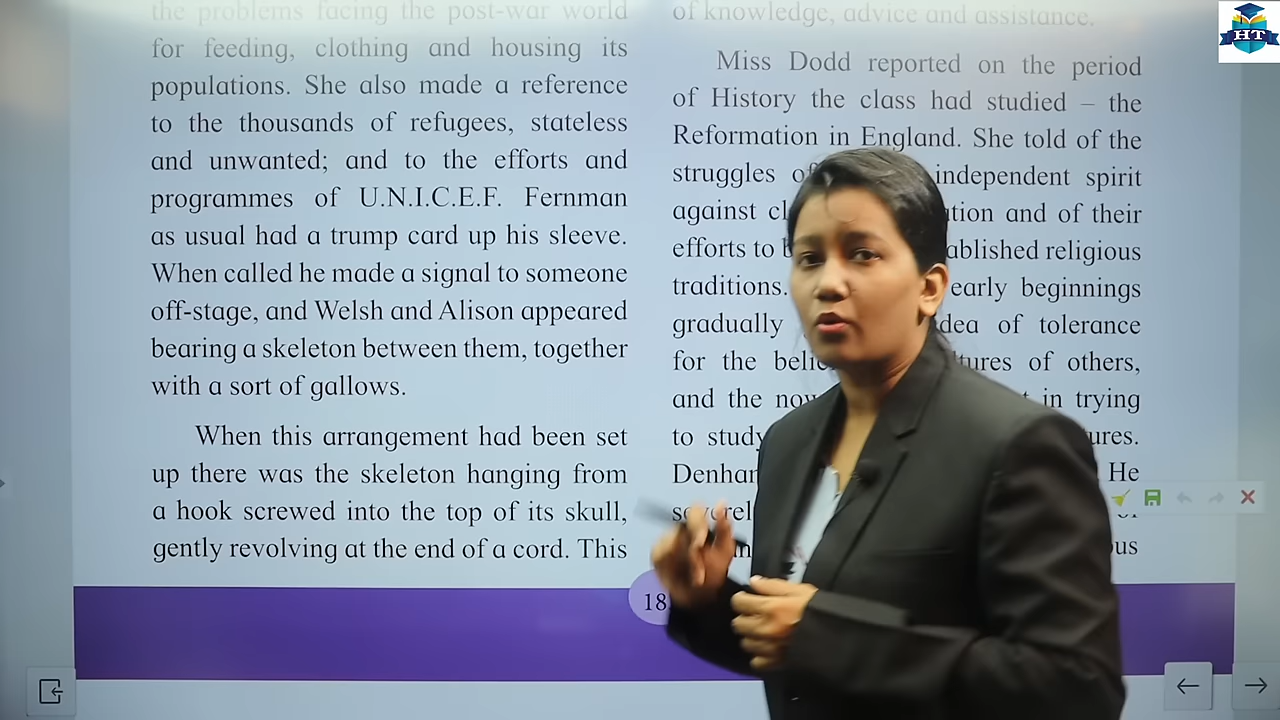 the problems facing the post-war world
for feeding, clothing and housing its
populations. She also made a reference
to the thousands of refugees, stateless
and unwanted; and to the efforts and
programmes of U.N.I.C.E.F. Fernman
as usual had a trump card up his sleeve.
When called he made a signal to someone
off-stage, and Welsh and Alison appeared
bearing a skeleton between them, together
with a sort of gallows.
When this arrangement had been set
up there was the skeleton hanging from
a hook screwed into the top of its skull,
gently revolving at the end of a cord. This
of knowledge, advice and assistance.
Miss Dodd reported on the period
of History the class had studied – the
Reformation in England. She told of the
struggles of independent spirit
against and of their
efforts to religious
traditions. early beginnings
gradually of tolerance
for the of others,
and the in trying
to study
He
18
HT